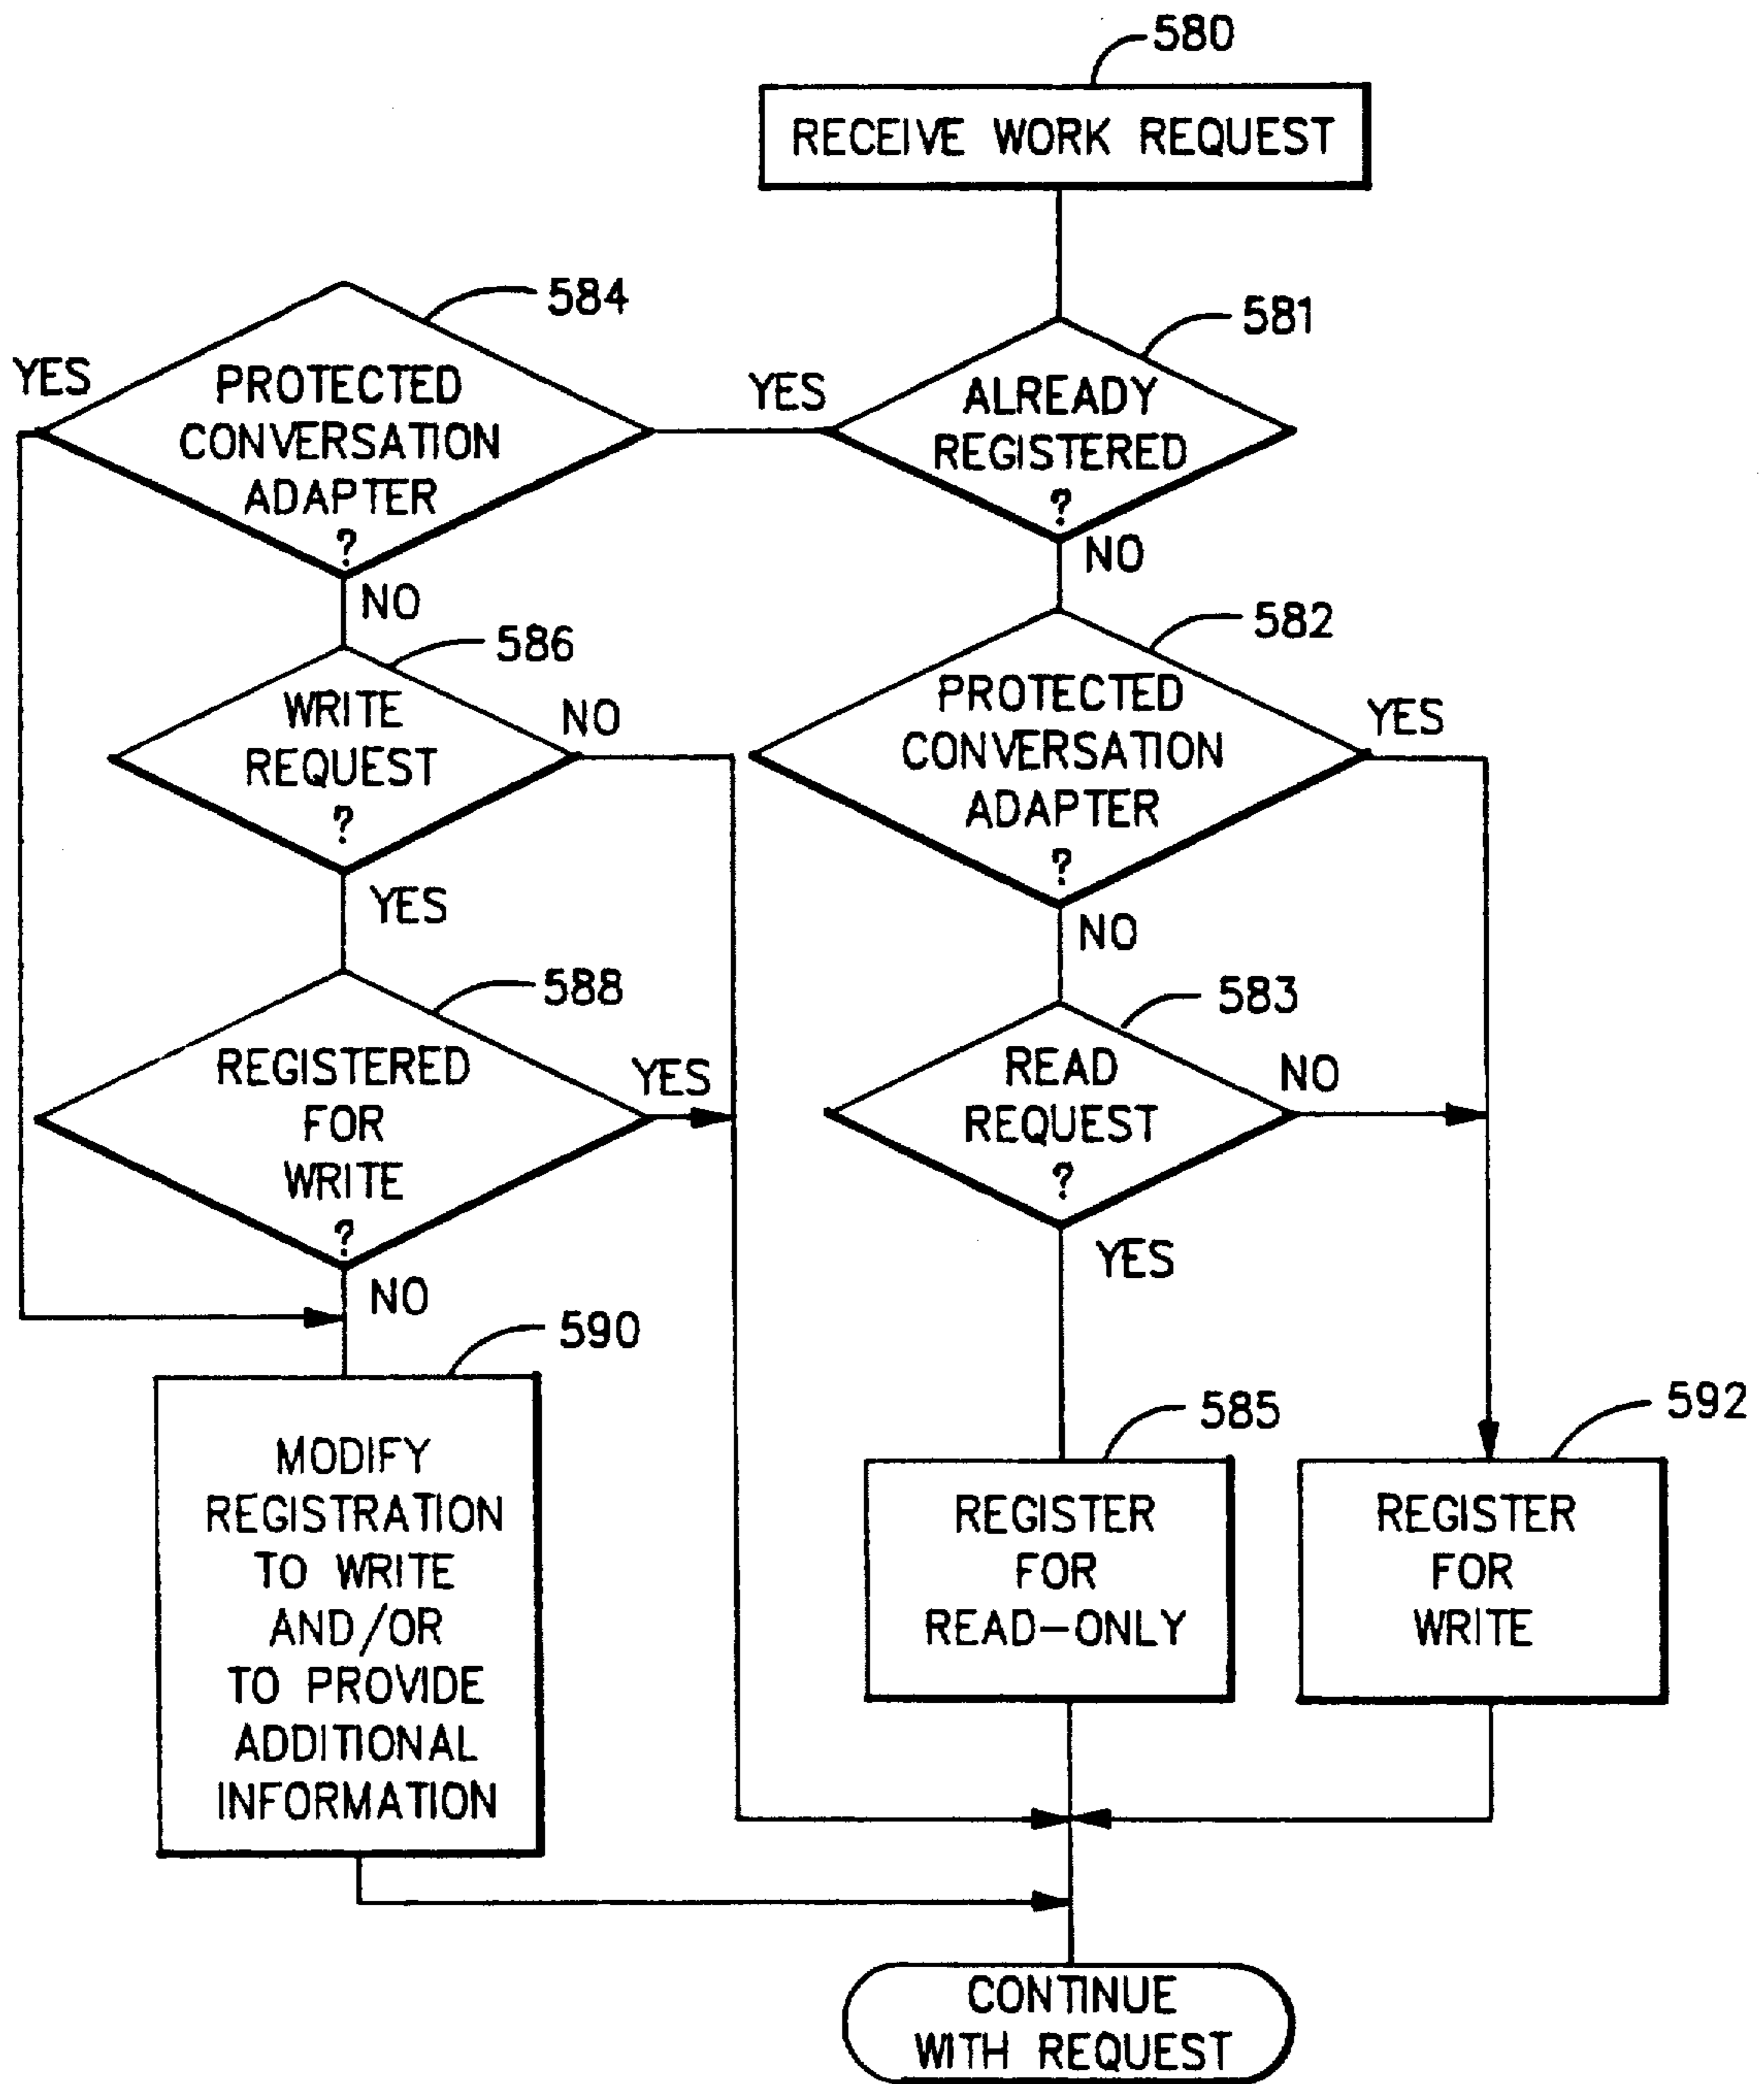 580
RECEIVE WORK REQUEST
584
YES
PROTECTED
CONVERSATION
ADAPTER
?
NO
581
YES
ALREADY
REGISTERED
?
NO
586
WRITE
REQUEST
?
NO
YES
582
PROTECTED
CONVERSATION
ADAPTER
?
YES
NO
588
REGISTERED
FOR
WRITE
?
YES
NO
583
READ
REQUEST
?
NO
YES
590
MODIFY
REGISTRATION
TO WRITE
AND/OR
TO PROVIDE
ADDITIONAL
INFORMATION
585
REGISTER
FOR
READ-ONLY
592
REGISTER
FOR
WRITE
CONTINUE
WITH REQUEST